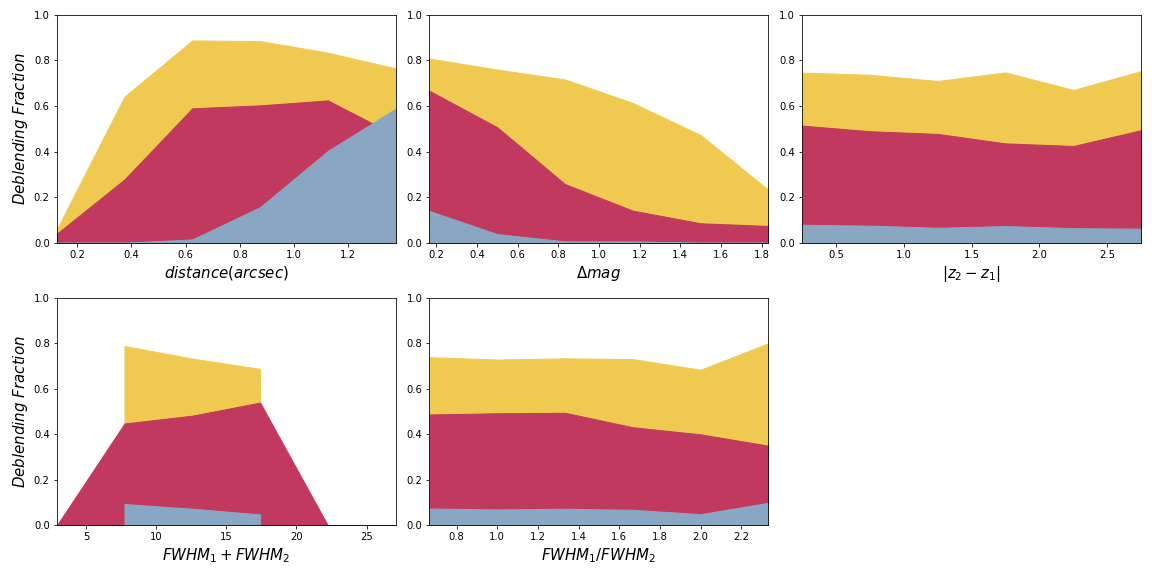 Deblending Fraction
1.0
0.8
0.6
0.4
0.2
0.0
0.2 0.4 0.6 0.8 1.0 1.2
distance(arcsec)
1.0
0.8
0.6
0.4
0.2
0.0
0.2 0.4 0.6 0.8 1.0 1.2 1.4 1.6 1.8
Δmag
1.0
0.8
0.6
0.4
0.2
0.0
0.5 1.0 1.5 2.0 2.5
|z₂ − z₁|
Deblending Fraction
1.0
0.8
0.6
0.4
0.2
0.0
5 10 15 20 25
FWHM₁ + FWHM₂
1.0
0.8
0.6
0.4
0.2
0.0
0.8 1.0 1.2 1.4 1.6 1.8 2.0 2.2
FWHM₁/FWHM₂